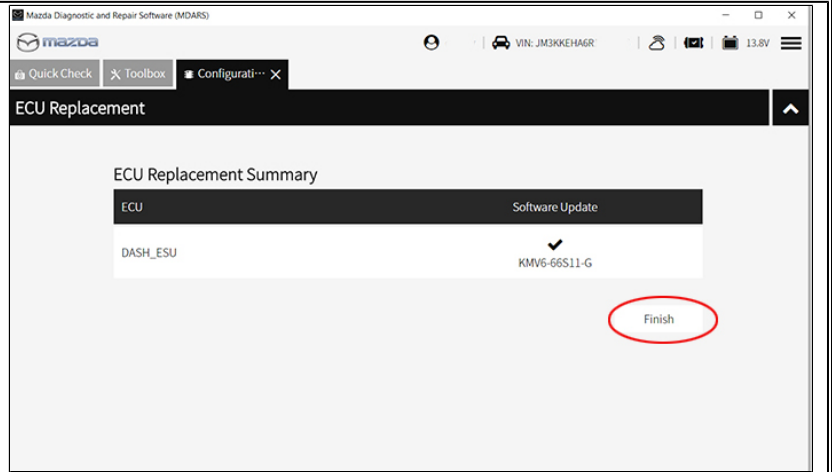 Mazda Diagnostic and Repair Software (MDARS)
mazda
VIN: JM3KKEHA6R
13.8V
Quick Check
Toolbox
Configurati···
ECU Replacement
ECU Replacement Summary
ECU Software Update
DASH_ESU
KMV6-66S11-G
Finish